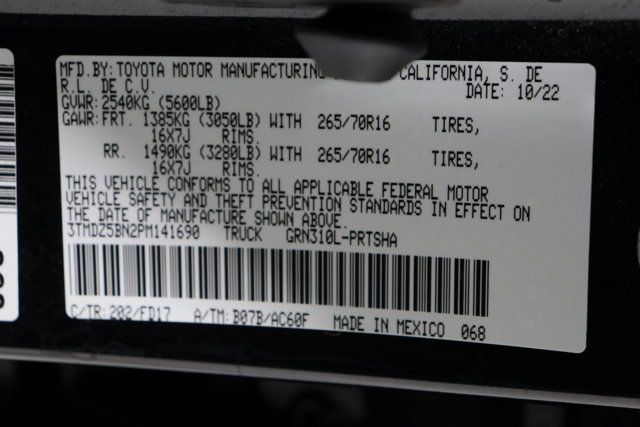 MFD.BY: TOYOTA MOTOR MANUFACTURING CALIFORNIA, S. DE
R.L. DE C.V. DATE: 10/22
GVWR: 2540KG (5600LB)
GAWR: FRT. 1385KG (3050LB) WITH 265/70R16 TIRES,
16X7J RIMS.
RR. 1490KG (3280LB) WITH 265/70R16 TIRES,
16X7J RIMS.
THIS VEHICLE CONFORMS TO ALL APPLICABLE FEDERAL MOTOR
VEHICLE SAFETY AND THEFT PREVENTION STANDARDS IN EFFECT ON
THE DATE OF MANUFACTURE SHOWN ABOVE.
3TMDZ5BN2PM141690 TRUCK GRN310L-PRTSHA
C/TR: 202/FD17 A/TM: B07B/AC60F MADE IN MEXICO 068